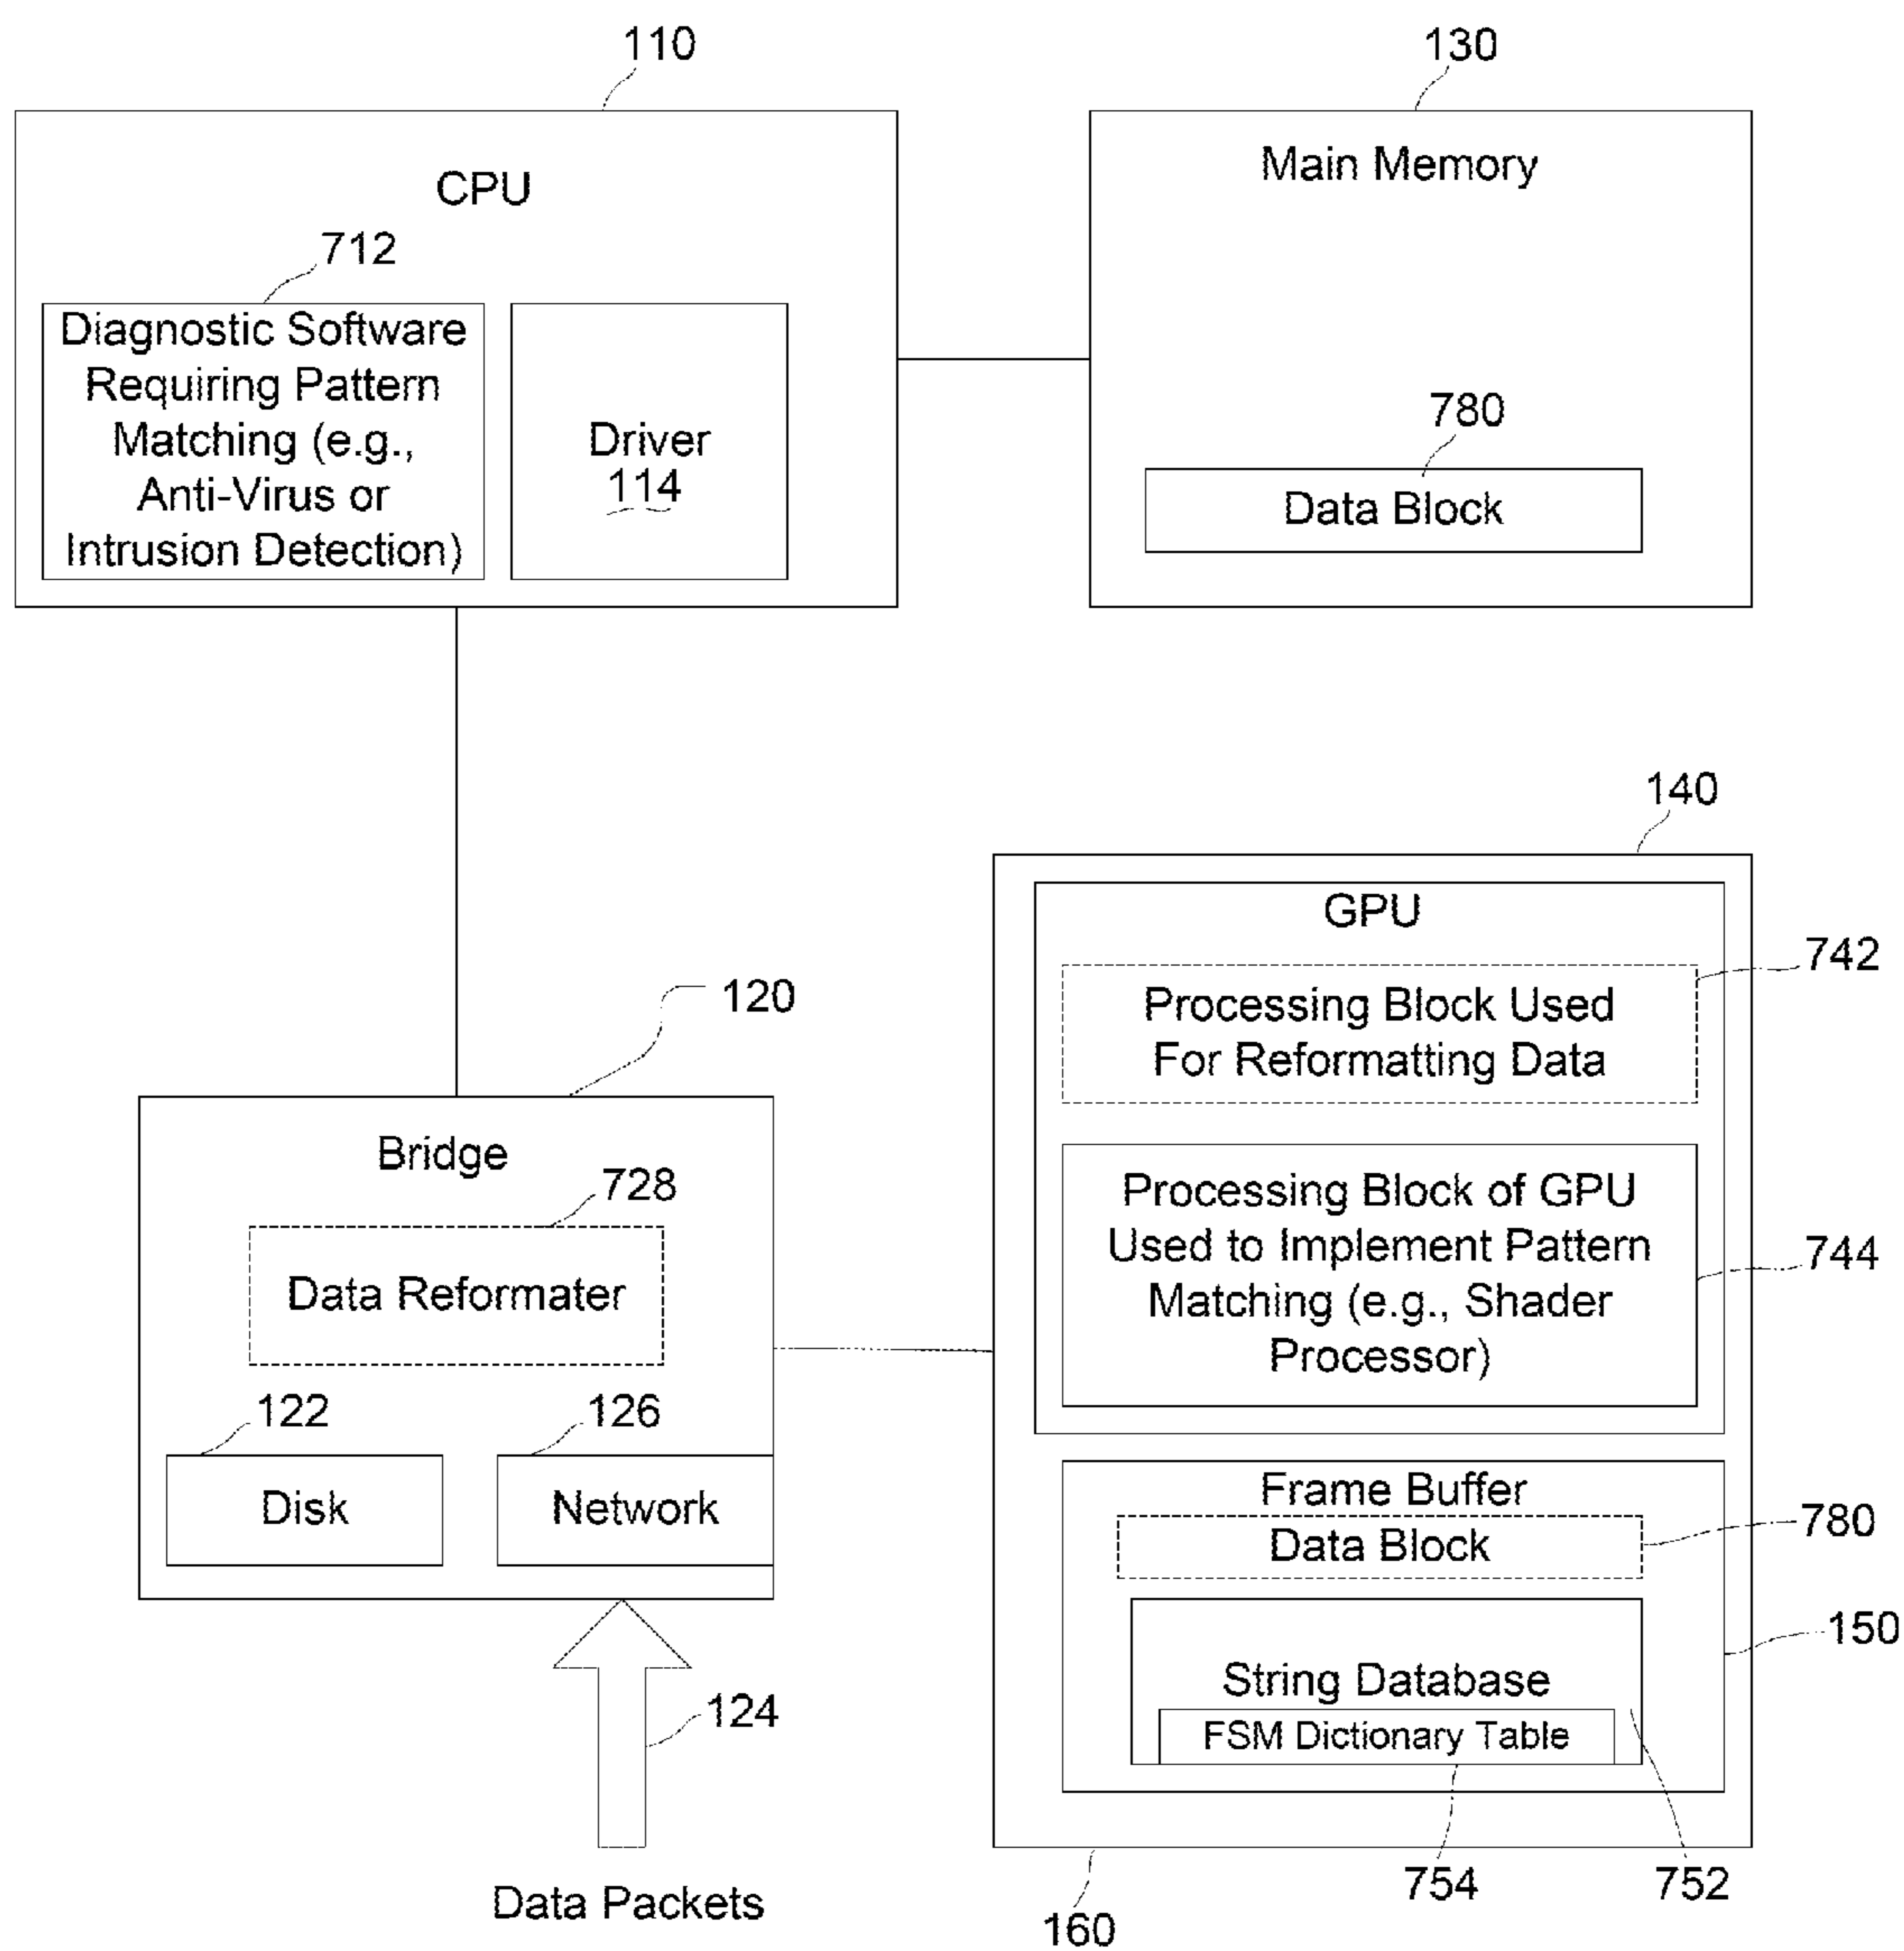 110
130
CPU
Main Memory
712
Diagnostic Software
Requiring Pattern
Matching (e.g.,
Anti-Virus or
Intrusion Detection)
Driver
114
780
Data Block
140
GPU
742
Processing Block Used
For Reformatting Data
120
Bridge
728
Data Reformater
Processing Block of GPU
Used to Implement Pattern
Matching (e.g., Shader
Processor)
744
122
126
Disk
Network
Frame Buffer
780
Data Block
150
String Database
FSM Dictionary Table
124
754
752
Data Packets
160